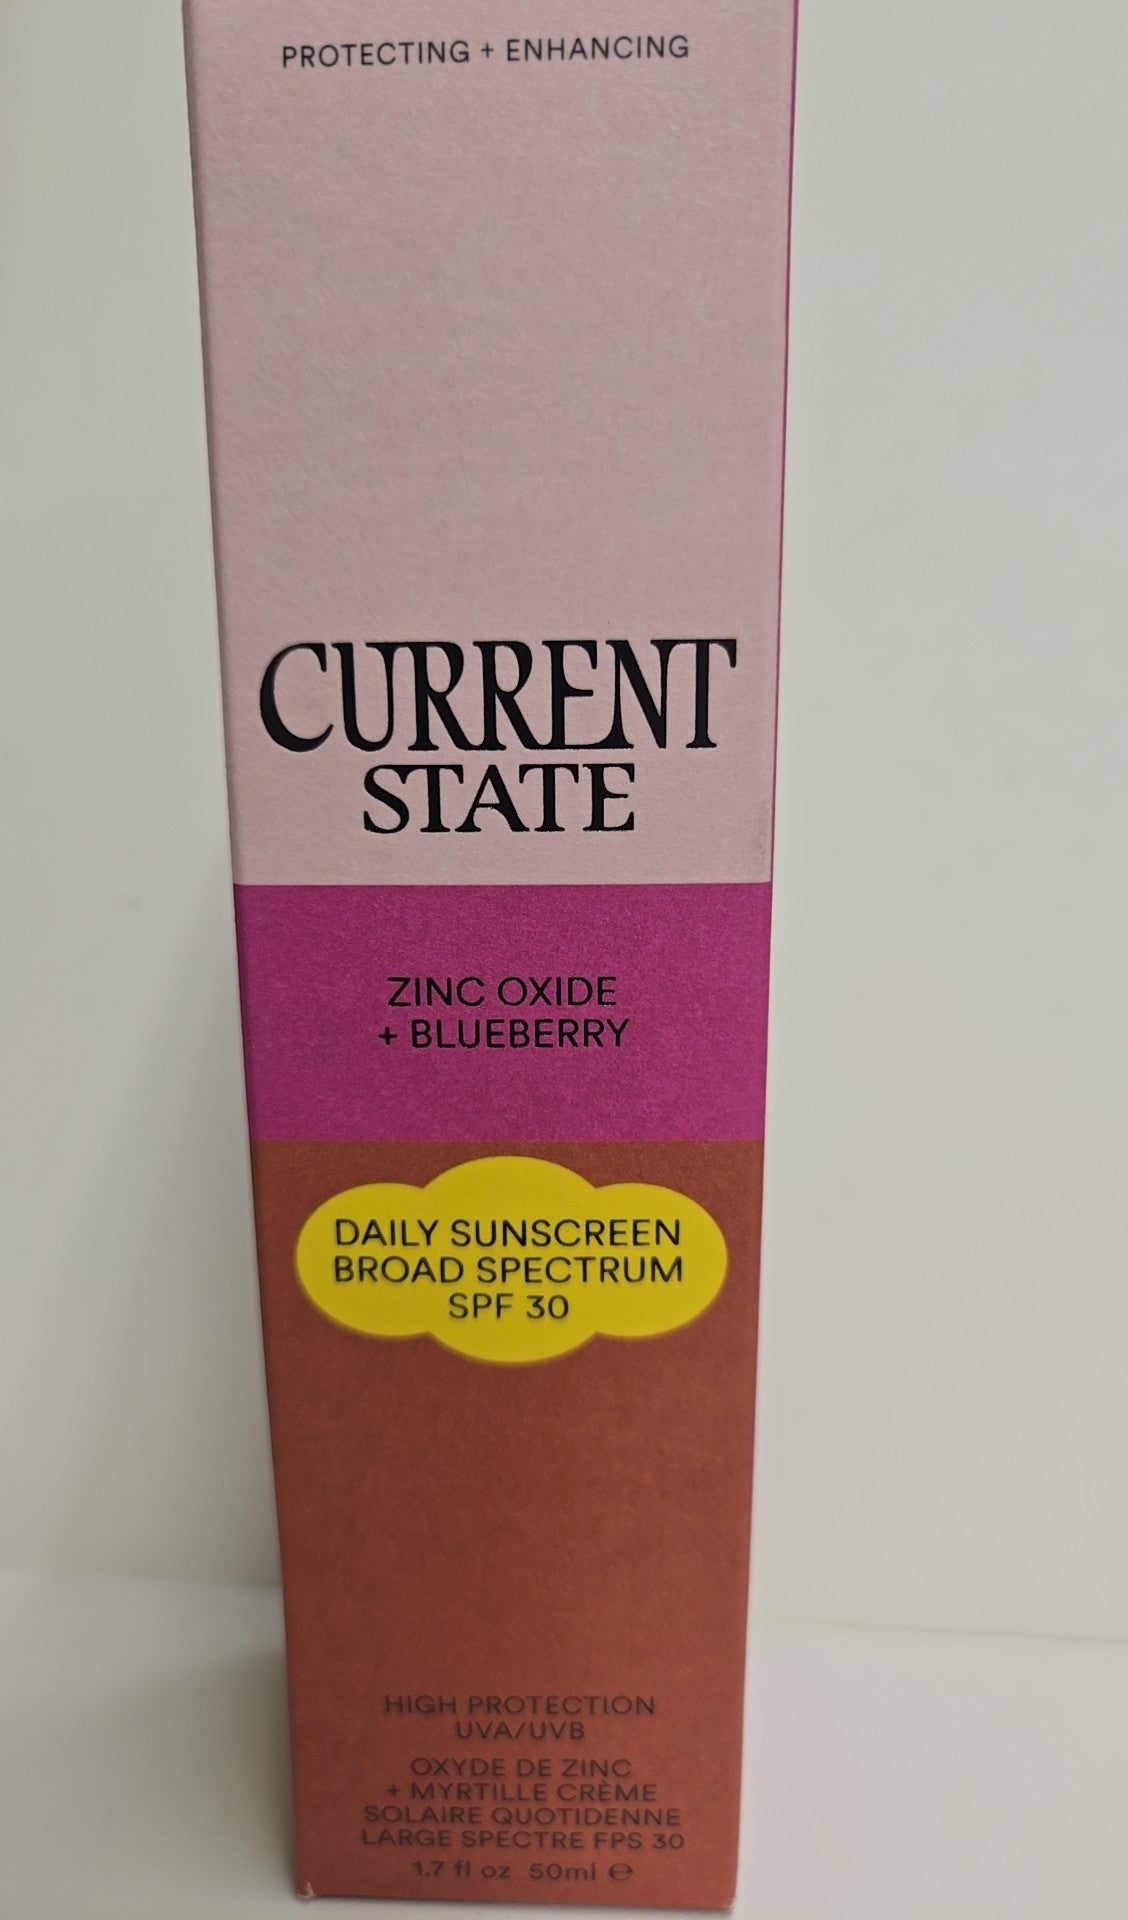 PROTECTING + ENHANCING
CURRENT
STATE
ZINC OXIDE
+ BLUEBERRY
DAILY SUNSCREEN
BROAD SPECTRUM
SPF 30
HIGH PROTECTION
UVA/UVB
OXYDE DE ZINC
+ MYRTILLE CRÈME
SOLAIRE QUOTIDENNE
LARGE SPECTRE FPS 30
1.7 fl oz 50ml ℮